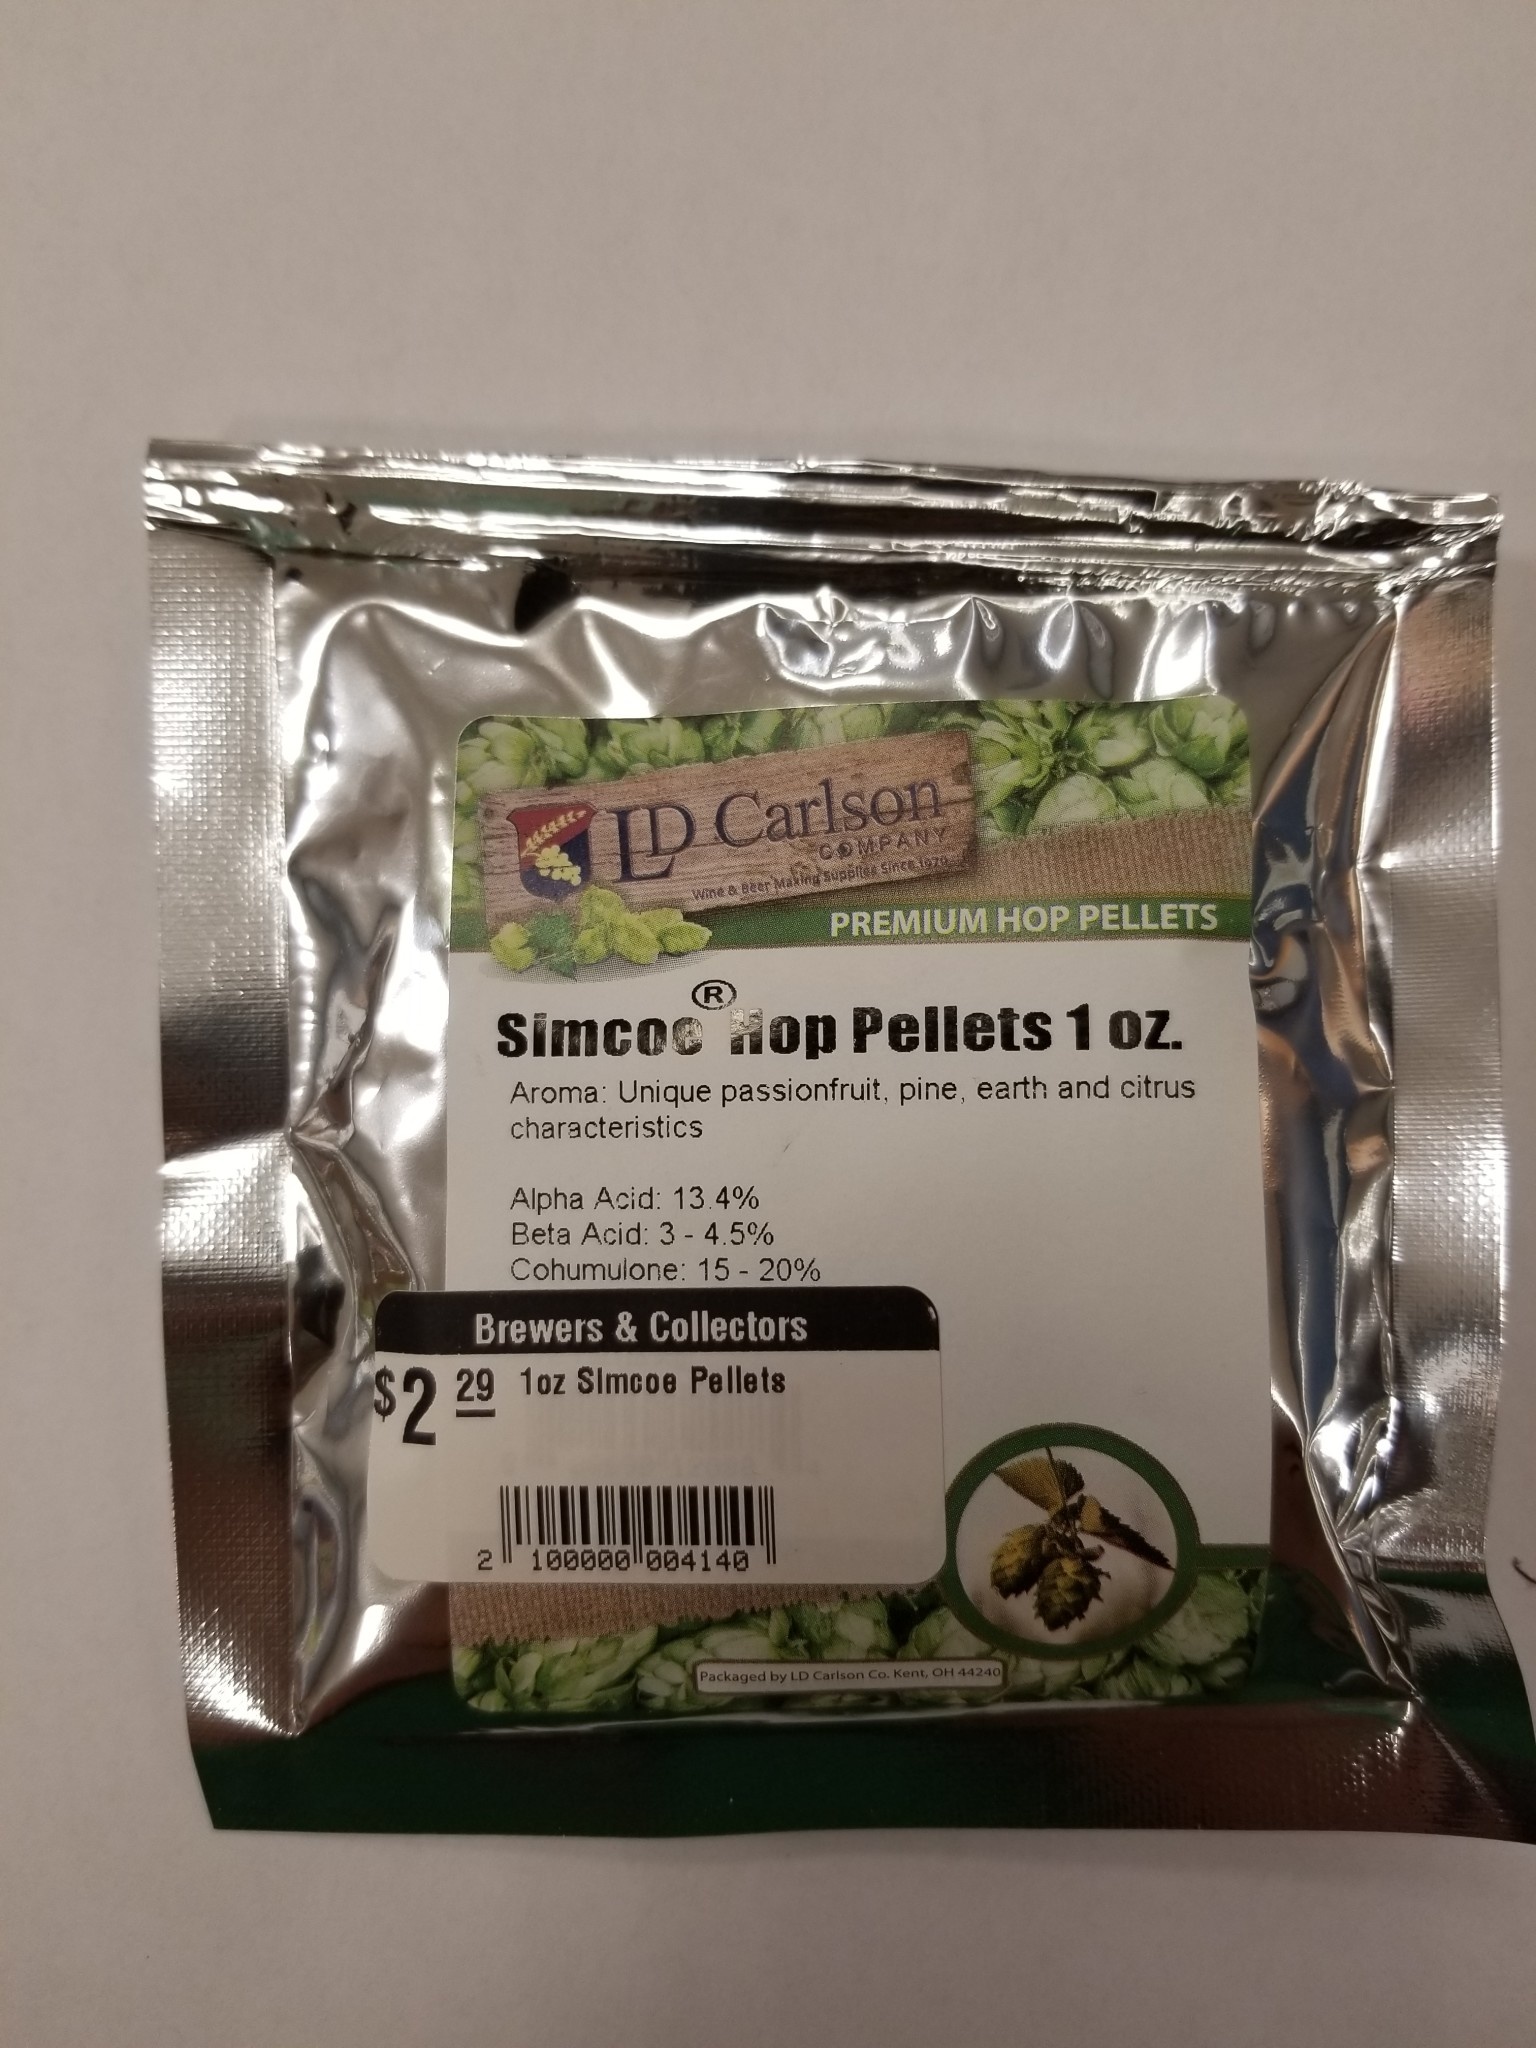 LD Carlson
COMPANY
Wine & Beer Making Supplies Since 1970
PREMIUM HOP PELLETS
Simcoe® Hop Pellets 1 oz.
Aroma: Unique passionfruit, pine, earth and citrus
characteristics
Alpha Acid: 13.4%
Beta Acid: 3 - 4.5%
Cohumulone: 15 - 20%
Brewers & Collectors
$2 29 1oz Simcoe Pellets
2 100000 004140
Packaged by LD Carlson Co. Kent, OH 44240